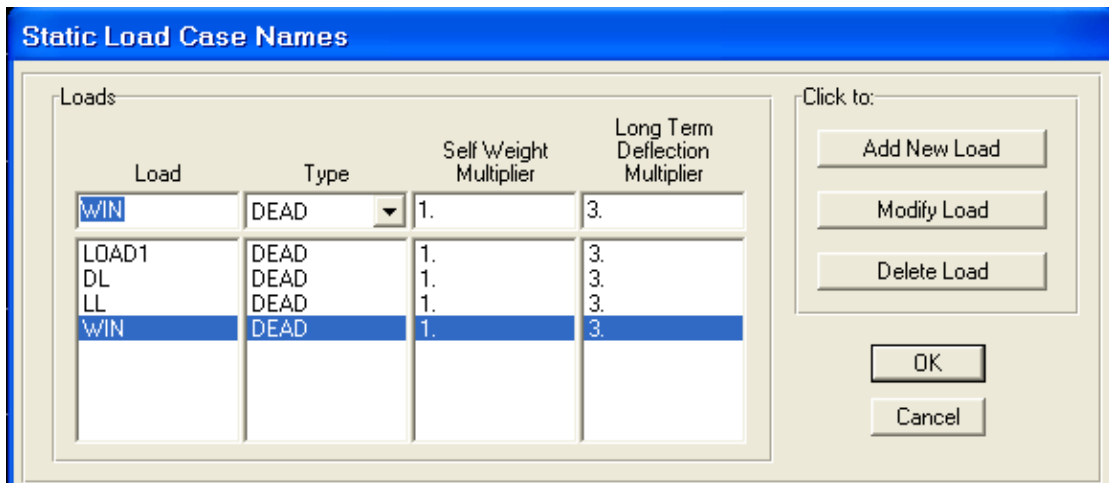 Static Load Case Names
Loads
Click to:
Load Type Self Weight Multiplier Long Term Deflection Multiplier
WIN DEAD 1. 3.
LOAD1 DEAD 1. 3.
DL DEAD 1. 3.
LL DEAD 1. 3.
WIN DEAD 1. 3.
Add New Load
Modify Load
Delete Load
OK
Cancel